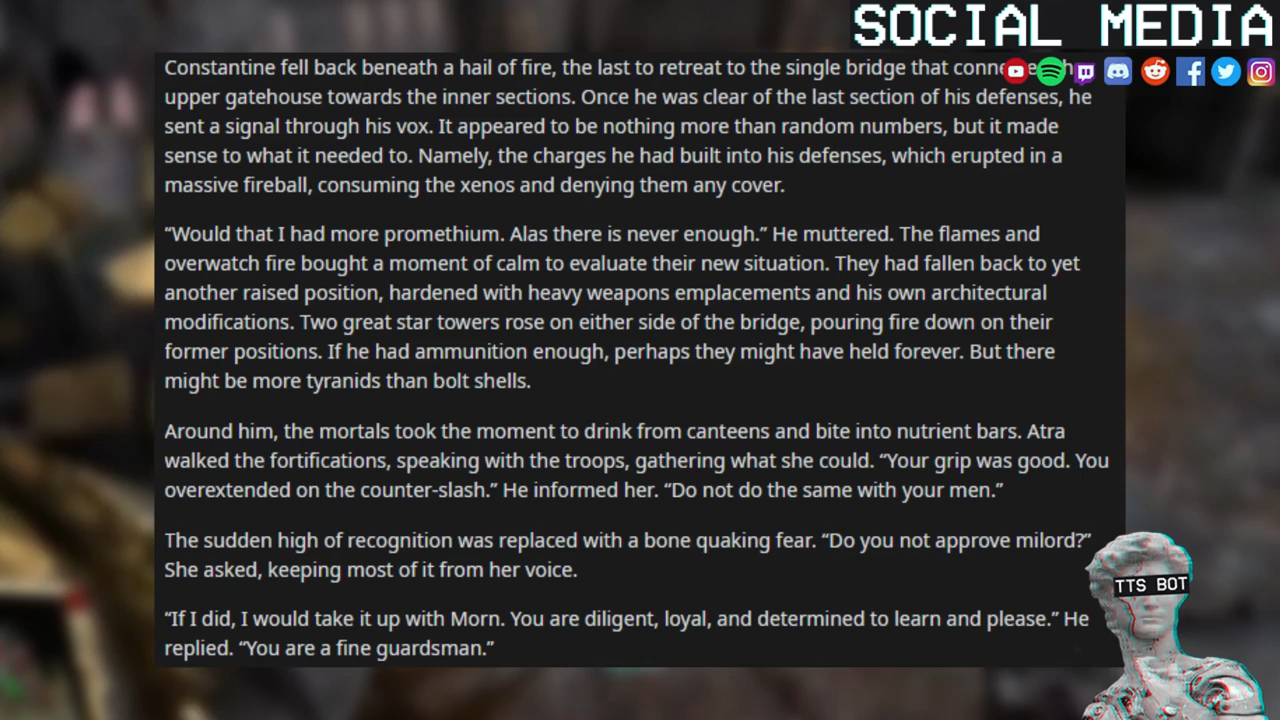 SOCIAL MEDIA
Constantine fell back beneath a hail of fire, the last to retreat to the single bridge that
upper gatehouse towards the inner sections. Once he was clear of the last section of his defenses, he
sent a signal through his vox. It appeared to be nothing more than random numbers, but it made
sense to what it needed to. Namely, the charges he had built into his defenses, which erupted in a
massive fireball, consuming the xenos and denying them any cover.
“Would that I had more promethium. Alas there is never enough.” He muttered. The flames and
overwatch fire bought a moment of calm to evaluate their new situation. They had fallen back to yet
another raised position, hardened with heavy weapons emplacements and his own architectural
modifications. Two great star towers rose on either side of the bridge, pouring fire down on their
former positions. If he had ammunition enough, perhaps they might have held forever. But there
might be more tyranids than bolt shells.
Around him, the mortals took the moment to drink from canteens and bite into nutrient bars. Atra
walked the fortifications, speaking with the troops, gathering what she could. “Your grip was good. You
overextended on the counter-slash.” He informed her. “Do not do the same with your men.”
The sudden high of recognition was replaced with a bone quaking fear. “Do you not approve milord?”
She asked, keeping most of it from her voice.
“If I did, I would take it up with Morn. You are diligent, loyal, and determined to learn and please.” He
replied. “You are a fine guardsman.”
TTS BOT